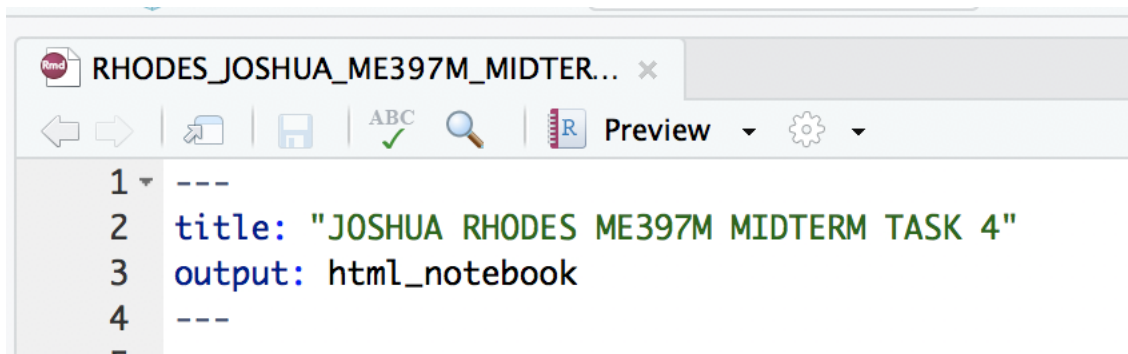 Rmd RHODES_JOSHUA_ME397M_MIDTER... ×
ABC R Preview
1 ---
2 title: "JOSHUA RHODES ME397M MIDTERM TASK 4"
3 output: html_notebook
4 ---